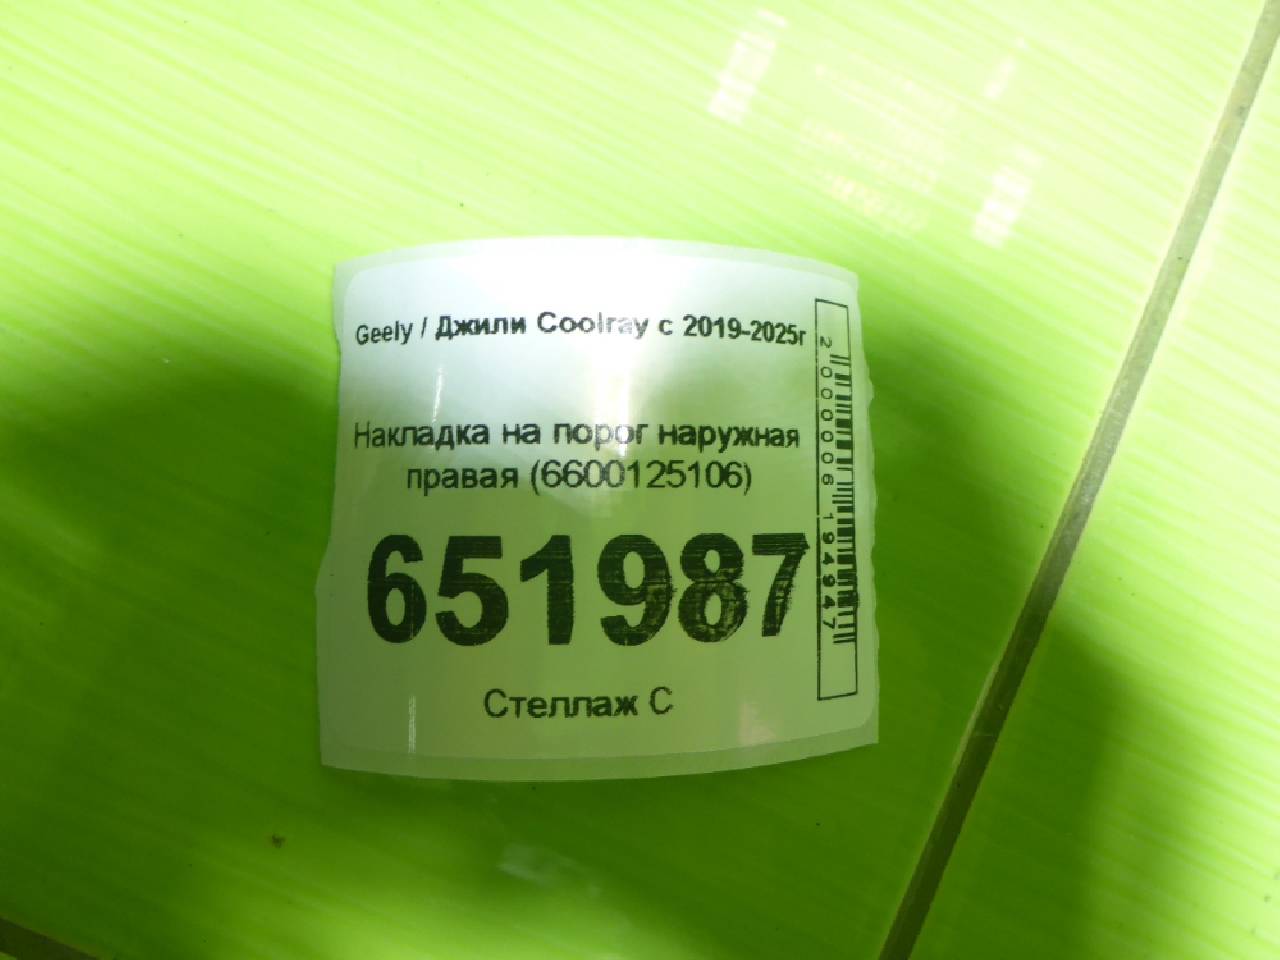 Geely / Джили Coolray с 2019-2025г
Накладка на порог наружная
правая (6600125106)
651987
Стеллаж С
2000006194947